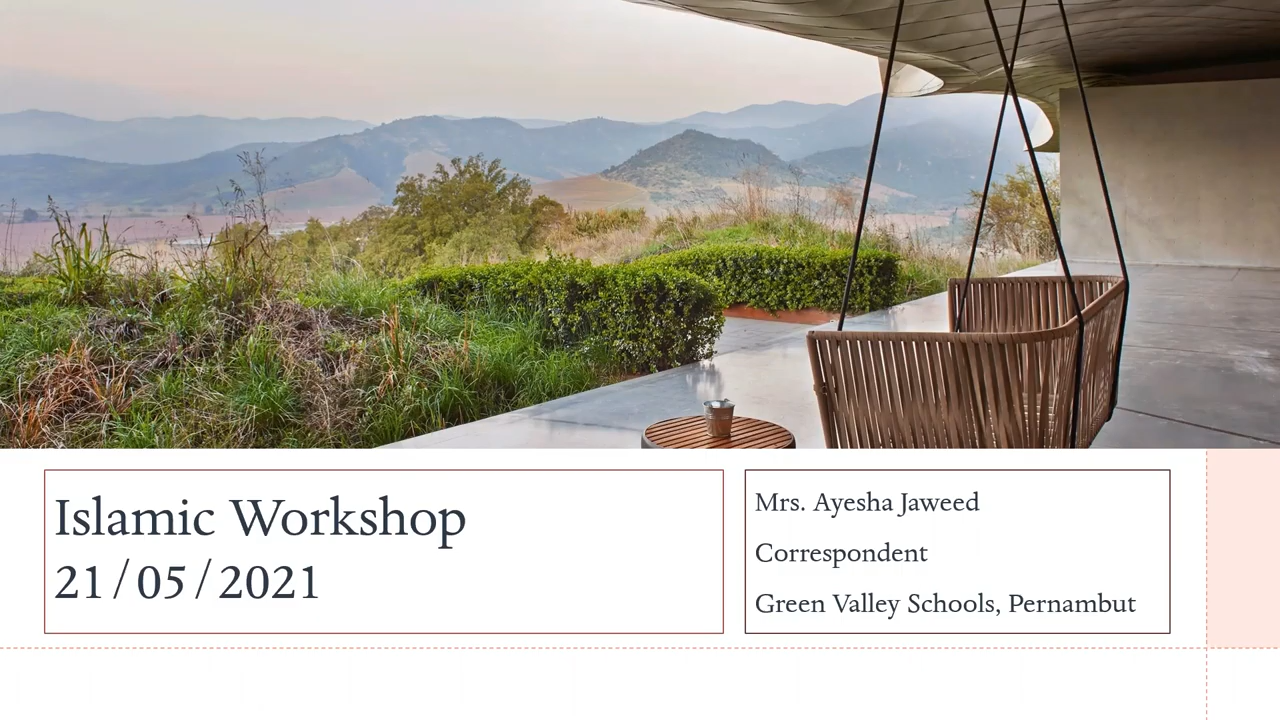 Islamic Workshop
21/05/2021
Mrs. Ayesha Jaweed
Correspondent
Green Valley Schools, Pernambut